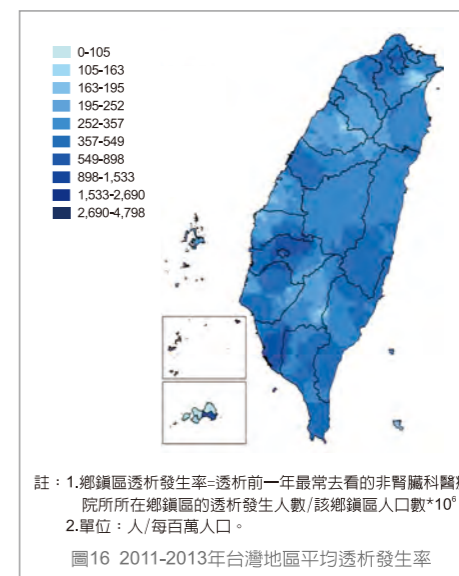 0-105
105-163
163-195
195-252
252-357
357-549
549-898
898-1,533
1,533-2,690
2,690-4,798
註：1.鄉鎮區透析發生率=透析前一年最常去看的非腎臟科醫療
院所所在鄉鎮區的透析發生人數/該鄉鎮區人口數*10⁶
2.單位：人/每百萬人口。
圖16 2011-2013年台灣地區平均透析發生率